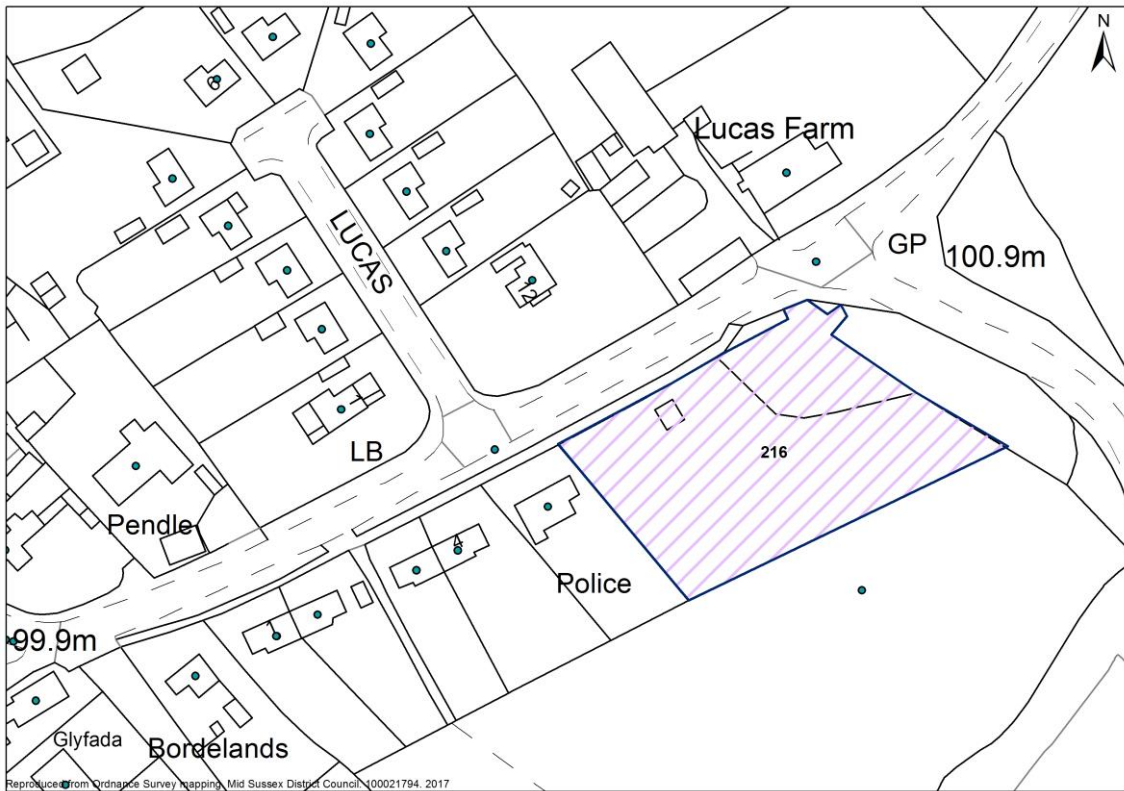 N
Lucas Farm
LUCAS
GP
100.9m
12
1
LB
216
Pendle
4
Police
1
99.9m
Glyfada
Bordelands
Reproduced from Ordnance Survey mapping. Mid Sussex District Council. 100021794. 2017